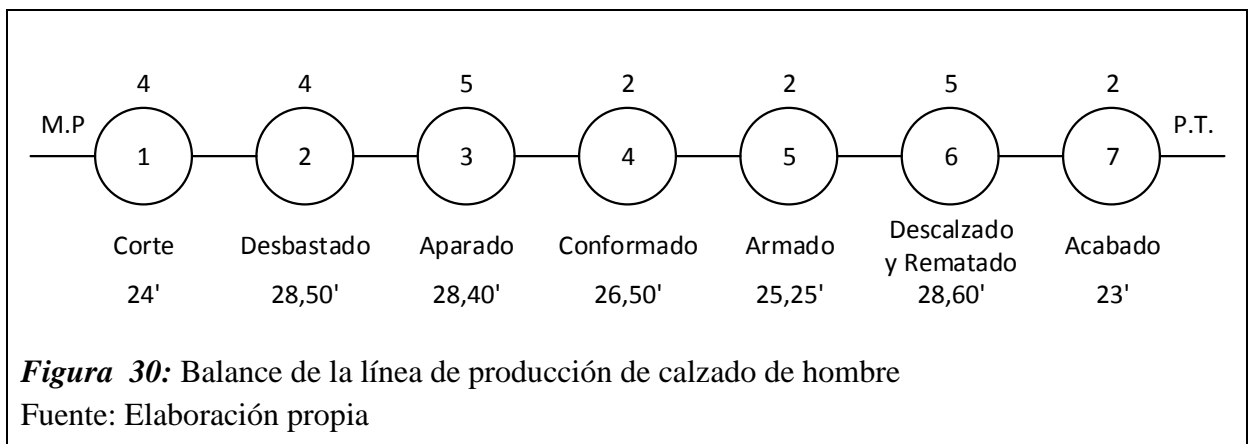 4 4 5 2 2 5 2
M.P 1 2 3 4 5 6 7 P.T.
Corte Desbastado Aparado Conformado Armado Descalzado y Rematado Acabado
24' 28,50' 28,40' 26,50' 25,25' 28,60' 23'
Figura 30: Balance de la línea de producción de calzado de hombre
Fuente: Elaboración propia